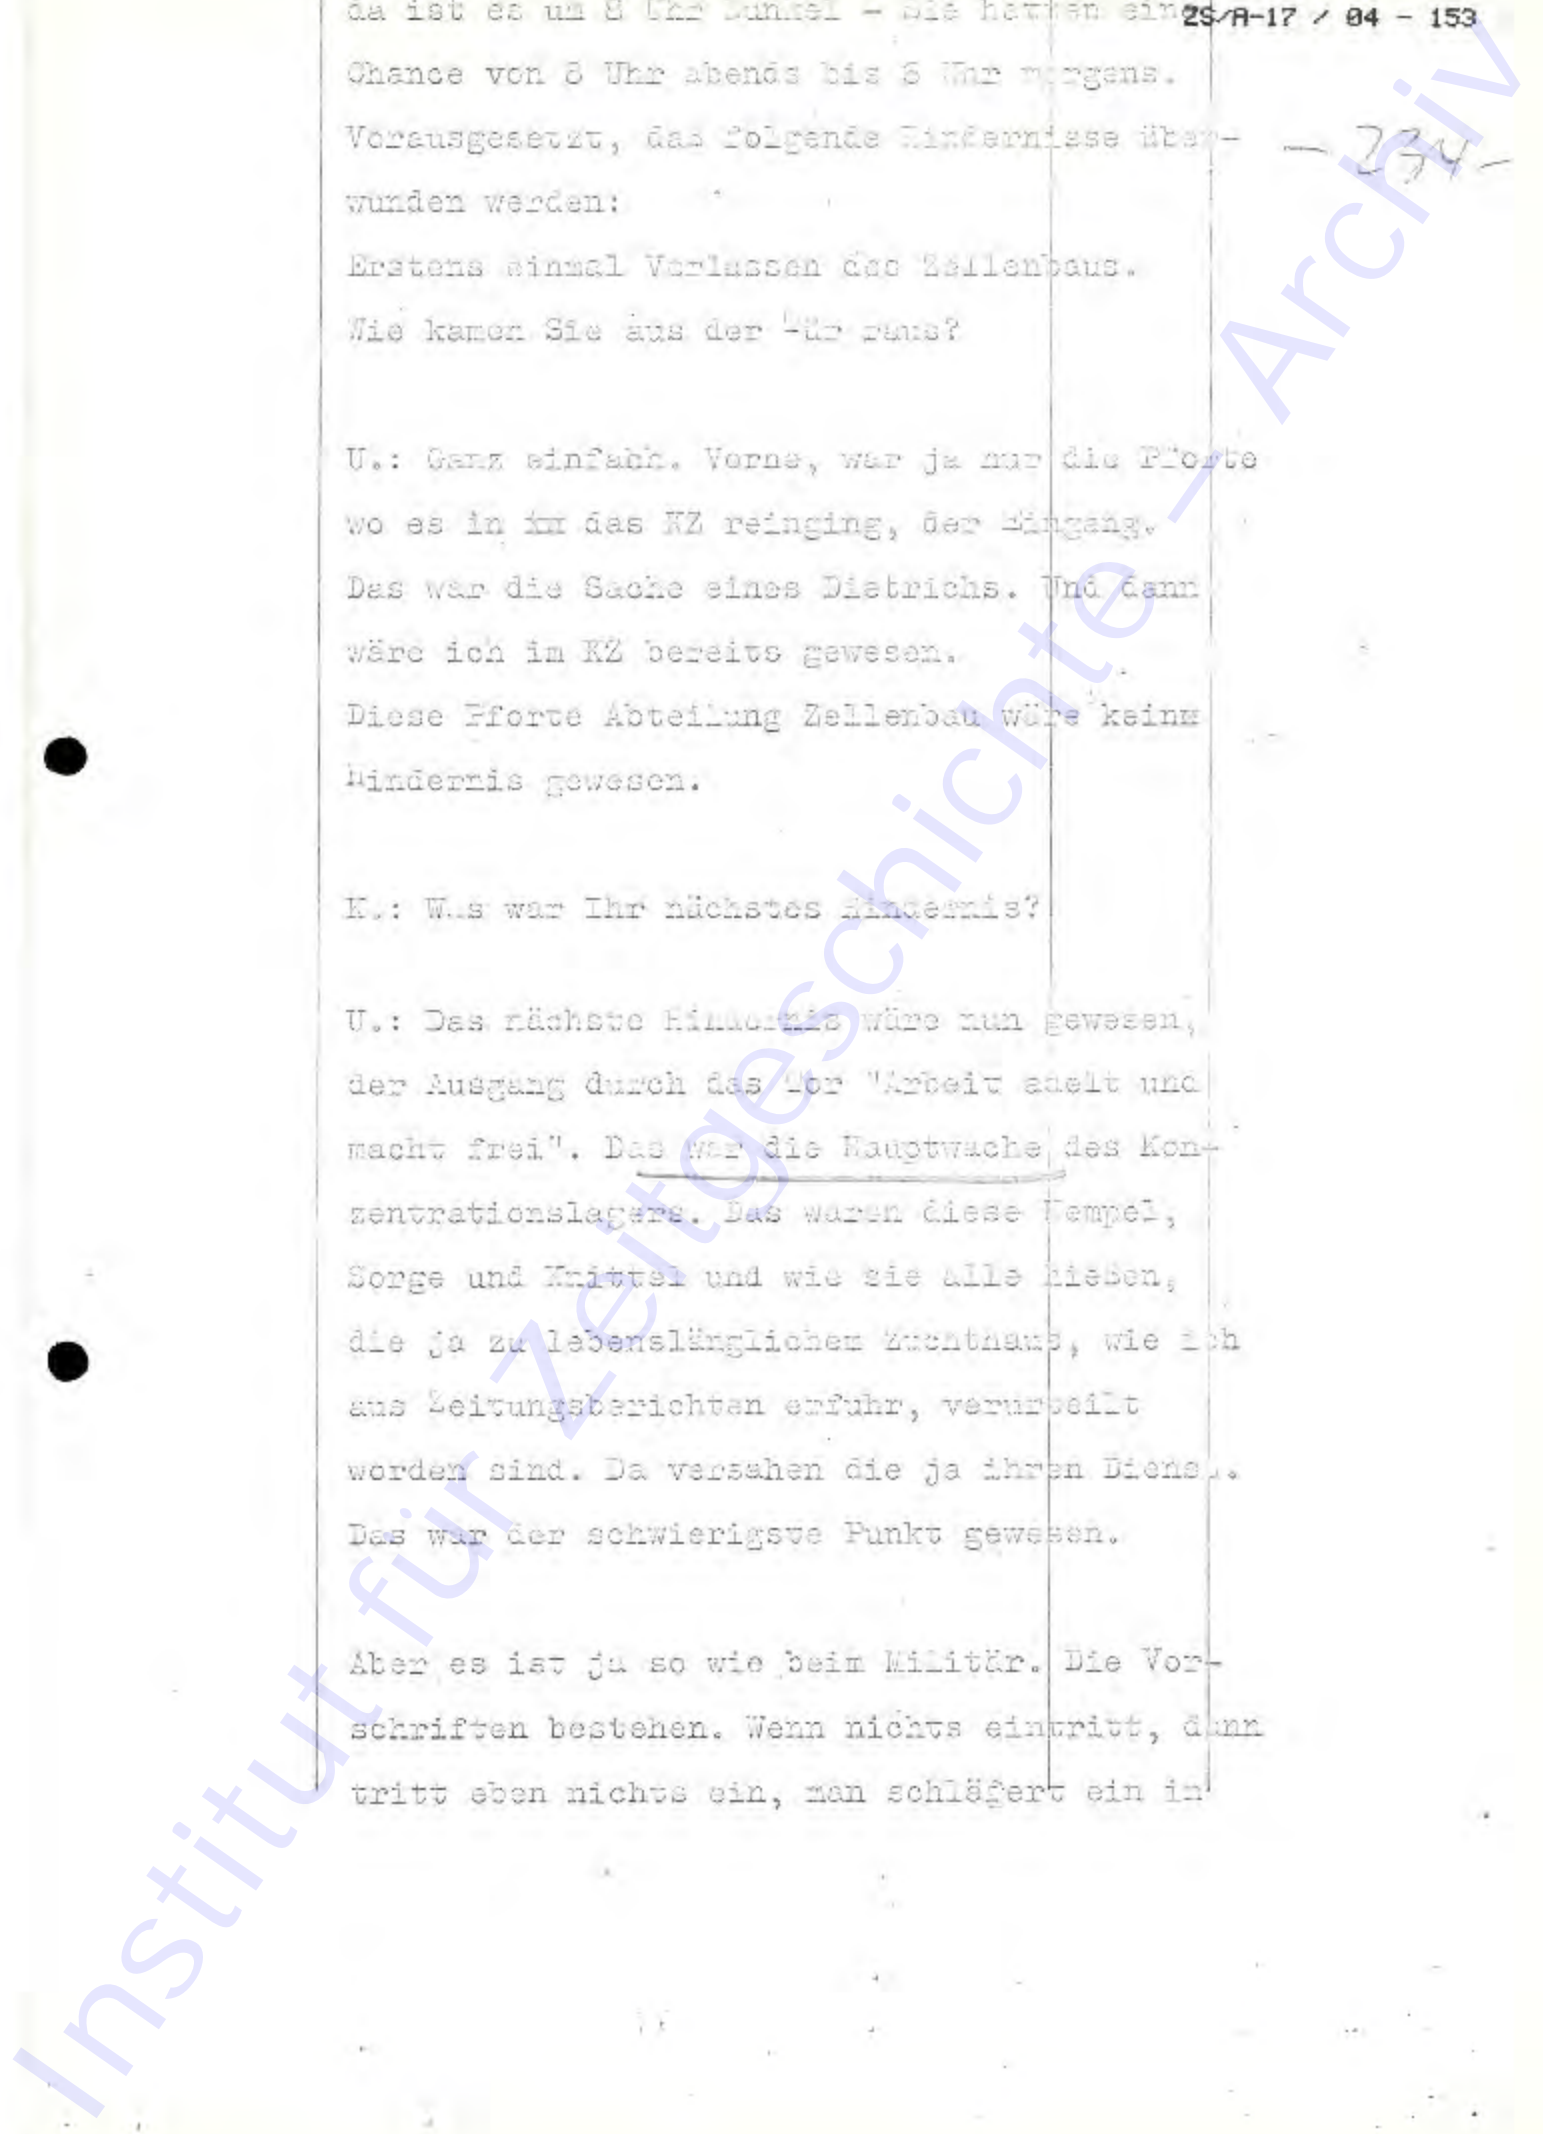 da ist es um 8 Uhr dunkel - Sie hatten eine
ZS/A-17 / 04 - 153
Chance von 8 Uhr abends bis 6 Uhr morgens.
Vorausgesetzt, das folgende Hindernisse über-
- 234 -
wunden werden:
Erstens einmal Verlassen des Zellenbaus.
Wie kamen Sie aus der Tür raus?
U.: Ganz einfahh. Vorne, war ja nur die Pforte
wo es in im das KZ reinging, der Eingang.
Das war die Sache eines Dietrichs. Und dann
wäre ich im KZ bereits gewesen.
Diese Pforte Abteilung Zellenbau wäre keinm
Hindernis gewesen.
K.: Was war Ihr nächstes Hindernis?
U.: Das nächste Hindernis wäre nun gewesen,
der Ausgang durch das Tor "Arbeit adelt und
macht frei". Das war die Hauptwache des Kon-
zentrationslagers. Das waren diese Hempel,
Sorge und Knittel und wie sie alle hießen,
die ja zu lebenslänglichem Zuchthaus, wie ich
aus Zeitungsberichten erfuhr, verurteilt
worden sind. Da versahen die ja ihren Dienst.
Das war der schwierigste Punkt gewesen.
Aber es ist ja so wie beim Militär. Die Vor-
schriften bestehen. Wenn nichts eintritt, dann
tritt eben nichts ein, man schläfert ein in
Institut für Zeitgeschichte - Archiv